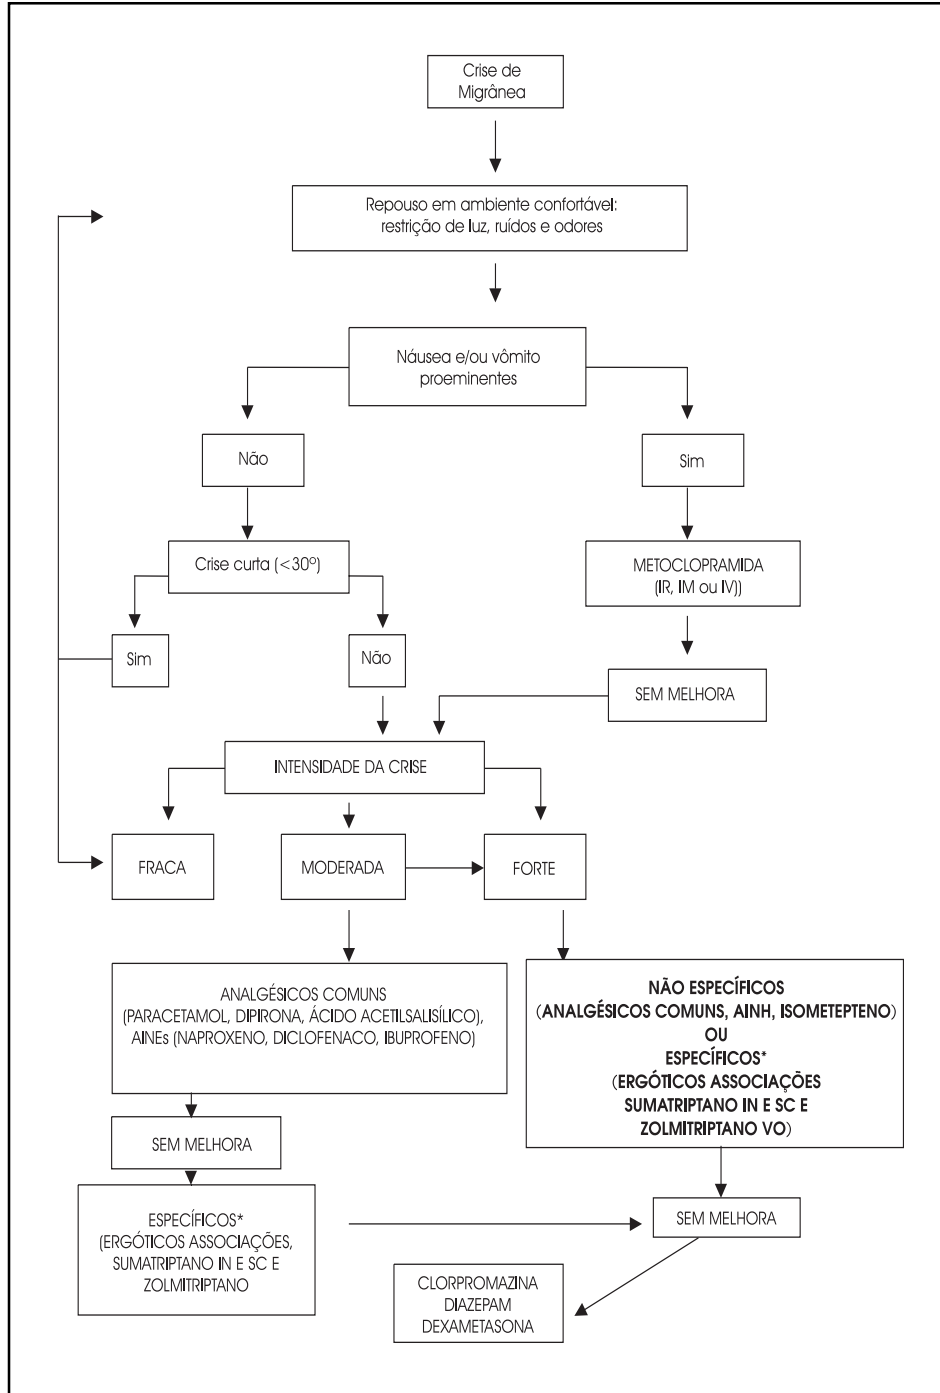 Crise de
Migrânea
Repouso em ambiente confortável:
restrição de luz, ruídos e odores
Náusea e/ou vômito
proeminentes
Não
Sim
Crise curta (<30º)
METOCLOPRAMIDA
(IR, IM ou IV))
Sim
Não
SEM MELHORA
INTENSIDADE DA CRISE
FRACA
MODERADA
FORTE
ANALGÉSICOS COMUNS
(PARACETAMOL, DIPIRONA, ÁCIDO ACETILSALISÍLICO),
AINEs (NAPROXENO, DICLOFENACO, IBUPROFENO)
NÃO ESPECÍFICOS
(ANALGÉSICOS COMUNS, AINH, ISOMETEPTENO)
OU
ESPECÍFICOS*
(ERGÓTICOS ASSOCIAÇÕES
SUMATRIPTANO IN E SC E
ZOLMITRIPTANO VO)
SEM MELHORA
ESPECÍFICOS*
(ERGÓTICOS ASSOCIAÇÕES,
SUMATRIPTANO IN E SC E
ZOLMITRIPTANO
SEM MELHORA
CLORPROMAZINA
DIAZEPAM
DEXAMETASONA